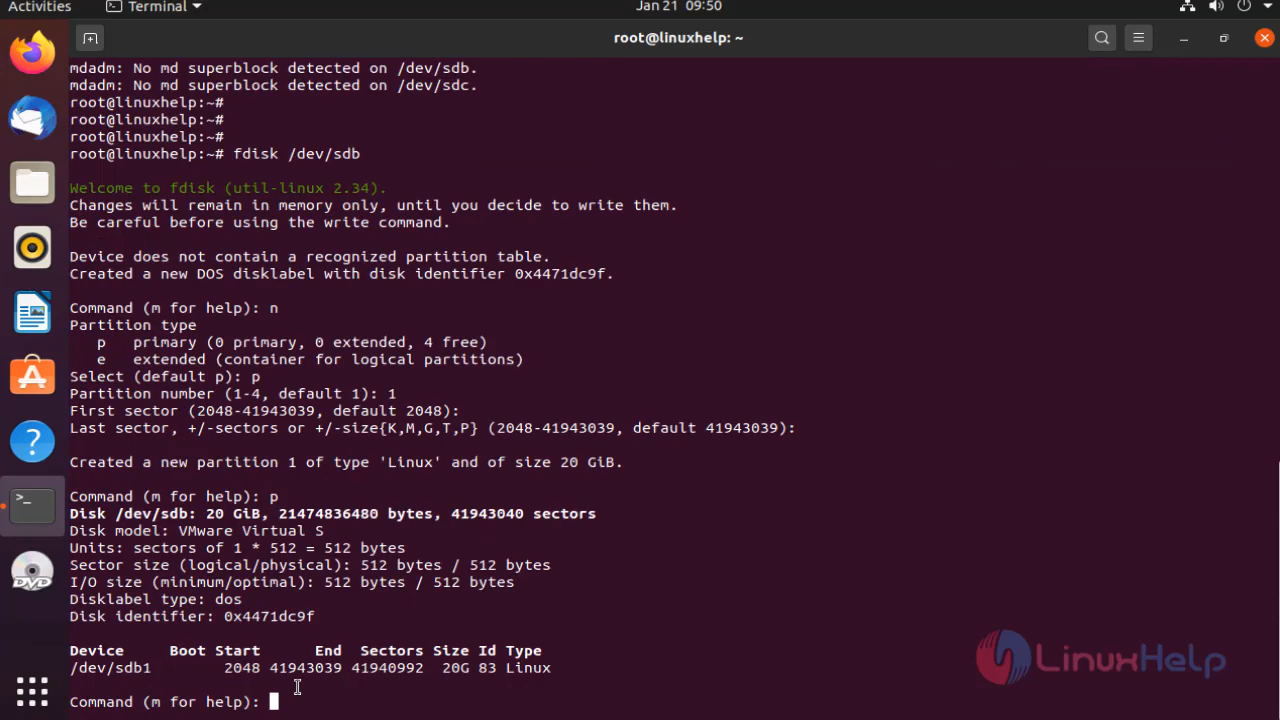 Activities
Terminal
Jan 21 09:50
root@linuxhelp: ~
mdadm: No md superblock detected on /dev/sdb.
mdadm: No md superblock detected on /dev/sdc.
root@linuxhelp:~#
root@linuxhelp:~#
root@linuxhelp:~#
root@linuxhelp:~# fdisk /dev/sdb
Welcome to fdisk (util-linux 2.34).
Changes will remain in memory only, until you decide to write them.
Be careful before using the write command.
Device does not contain a recognized partition table.
Created a new DOS disklabel with disk identifier 0x4471dc9f.
Command (m for help): n
Partition type
   p   primary (0 primary, 0 extended, 4 free)
   e   extended (container for logical partitions)
Select (default p): p
Partition number (1-4, default 1): 1
First sector (2048-41943039, default 2048):
Last sector, +/-sectors or +/-size{K,M,G,T,P} (2048-41943039, default 41943039):
Created a new partition 1 of type 'Linux' and of size 20 GiB.
Command (m for help): p
Disk /dev/sdb: 20 GiB, 21474836480 bytes, 41943040 sectors
Disk model: VMware Virtual S
Units: sectors of 1 * 512 = 512 bytes
Sector size (logical/physical): 512 bytes / 512 bytes
I/O size (minimum/optimal): 512 bytes / 512 bytes
Disklabel type: dos
Disk identifier: 0x4471dc9f
Device     Boot Start      End  Sectors Size Id Type
/dev/sdb1        2048 41943039 41940992  20G 83 Linux
Command (m for help):
LinuxHelp
DVD